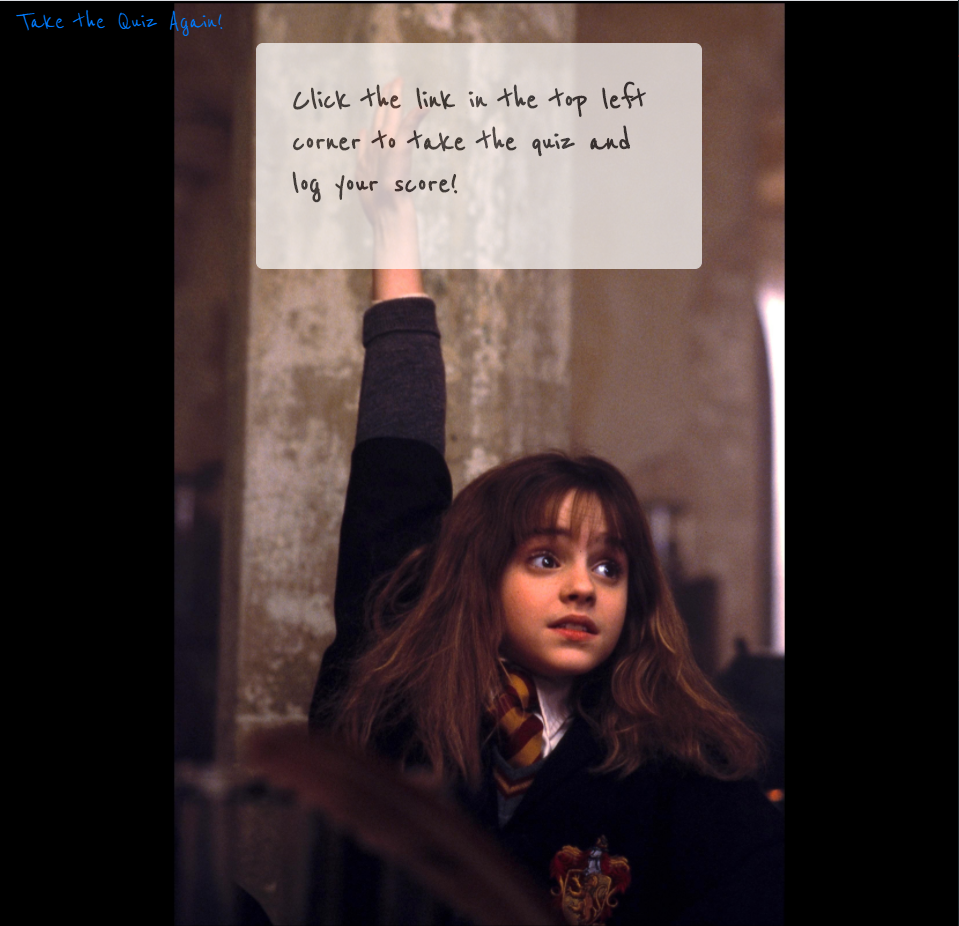 Take the Quiz Again!
Click the link in the top left
corner to take the quiz and
log your score!